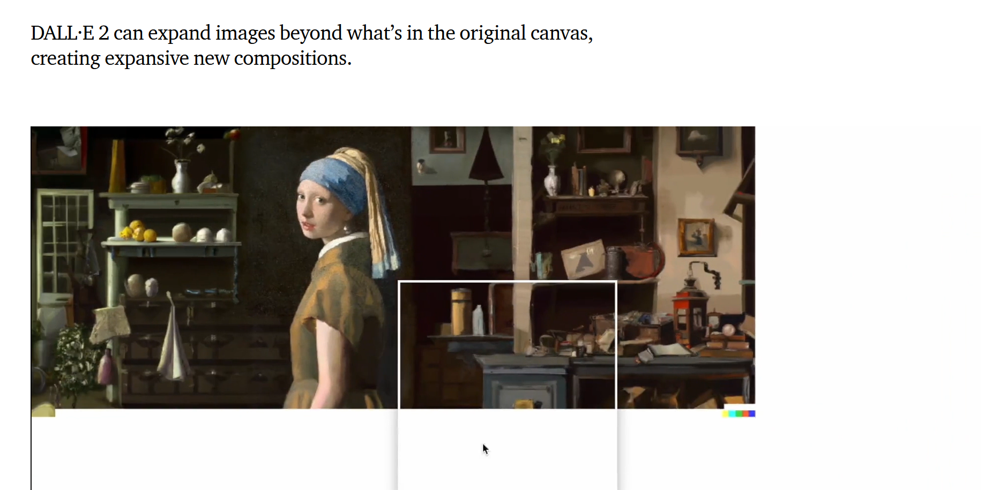 DALL·E 2 can expand images beyond what’s in the original canvas,
creating expansive new compositions.